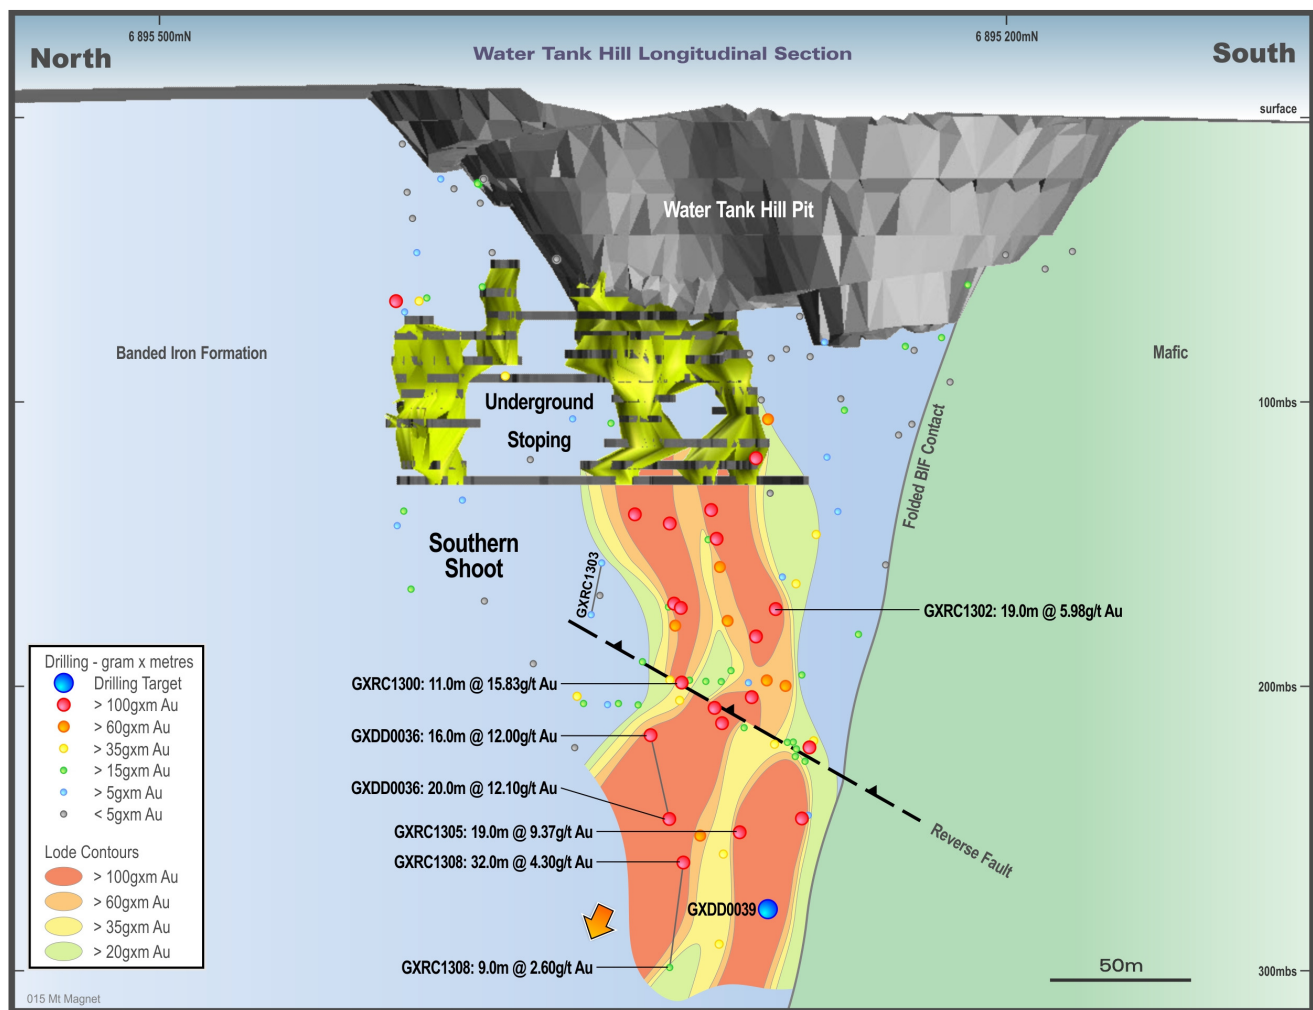 6 895 500mN
6 895 200mN
North
Water Tank Hill Longitudinal Section
South
surface
Water Tank Hill Pit
Banded Iron Formation
Mafic
Underground
Stoping
100mbs
Folded BIF Contact
Southern
Shoot
GXRC1303
GXRC1302: 19.0m @ 5.98g/t Au
GXRC1300: 11.0m @ 15.83g/t Au
200mbs
GXDD0036: 16.0m @ 12.00g/t Au
GXDD0036: 20.0m @ 12.10g/t Au
GXRC1305: 19.0m @ 9.37g/t Au
Reverse Fault
GXRC1308: 32.0m @ 4.30g/t Au
GXDD0039
GXRC1308: 9.0m @ 2.60g/t Au
50m
300mbs
Drilling - gram x metres
Drilling Target
> 100gxm Au
> 60gxm Au
> 35gxm Au
> 15gxm Au
> 5gxm Au
< 5gxm Au
Lode Contours
> 100gxm Au
> 60gxm Au
> 35gxm Au
> 20gxm Au
015 Mt Magnet